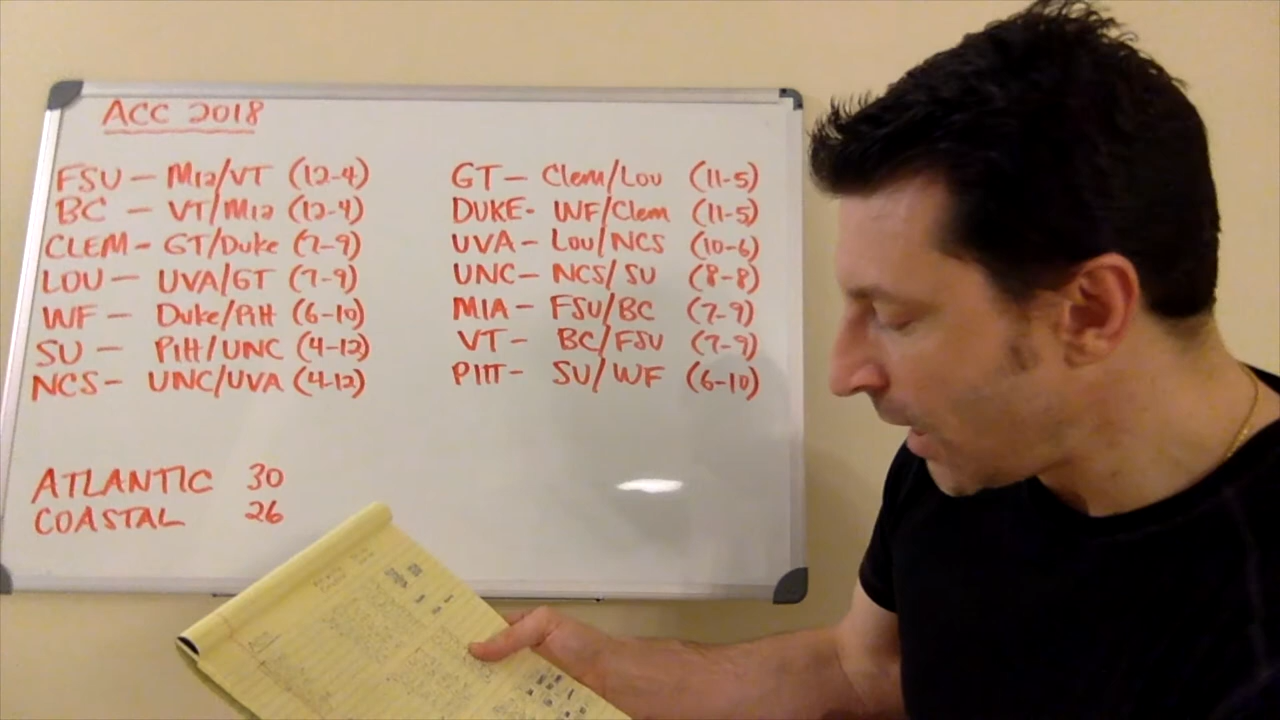 ACC 2018
FSU — MIA/VT (12-4)
BC — VT/MIA (12-4)
CLEM- GT/Duke (7-9)
LOU — UVA/GT (7-9)
WF — Duke/Pitt (6-10)
SU — Pitt/UNC (4-12)
NCS- UNC/UVA (4-12)
GT- Clem/Lou (11-5)
DUKE- WF/Clem (11-5)
UVA- Lou/NCS (10-6)
UNC- NCS/SU (8-8)
MIA- FSU/BC (7-9)
VT- BC/FSU (7-9)
PITT- SU/WF (6-10)
ATLANTIC 30
COASTAL 26